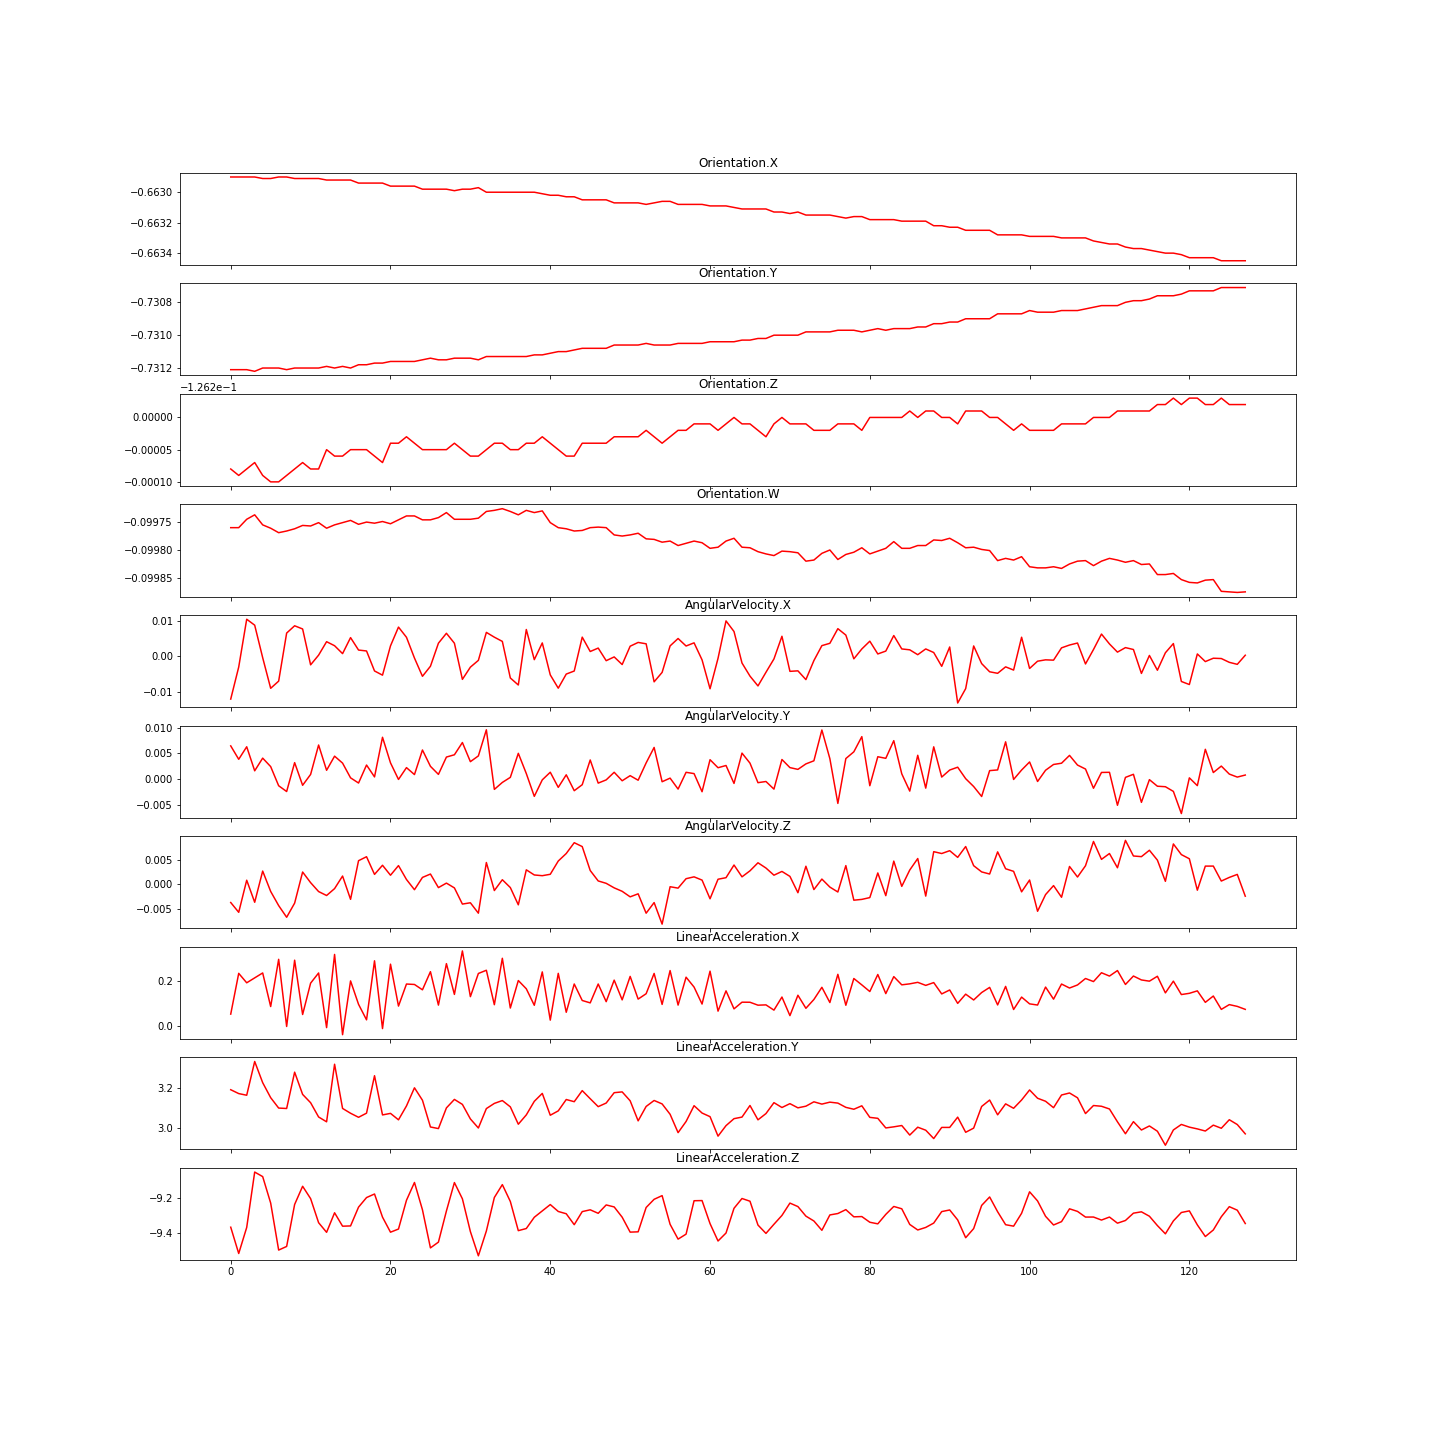 Orientation.X
−0.6630
−0.6632
−0.6634
Orientation.Y
−0.7308
−0.7310
−0.7312
−1.262e−1
Orientation.Z
0.00000
−0.00005
−0.00010
Orientation.W
−0.09975
−0.09980
−0.09985
AngularVelocity.X
0.01
0.00
−0.01
AngularVelocity.Y
0.010
0.005
0.000
−0.005
AngularVelocity.Z
0.005
0.000
−0.005
LinearAcceleration.X
0.2
0.0
LinearAcceleration.Y
3.2
3.0
LinearAcceleration.Z
−9.2
−9.4
0 20 40 60 80 100 120